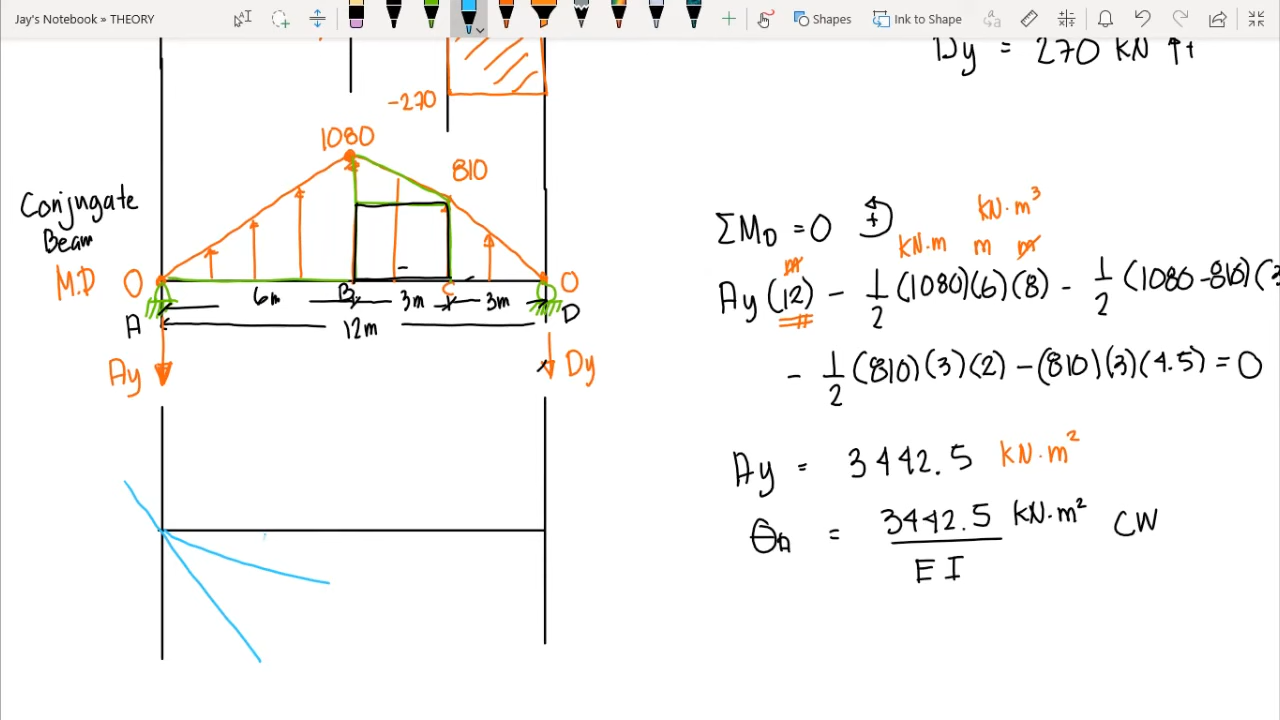 Jay's Notebook » THEORY
Shapes
Ink to Shape
Dy = 270 KN ↑+
-270
1080
810
Conjugate
Beam
M.D
0
0
6m
B
3m
C
3m
A
D
12m
Ay
Dy
ΣM_D = 0 +
KN·m³
KN·m m m
m
Ay (12) - 1/2 (1080)(6)(8) - 1/2 (1080-810)(3
- 1/2 (810)(3)(2) - (810)(3)(4.5) = 0
Ay = 3442.5 KN·m²
θA = 3442.5 KN·m² CW
EI